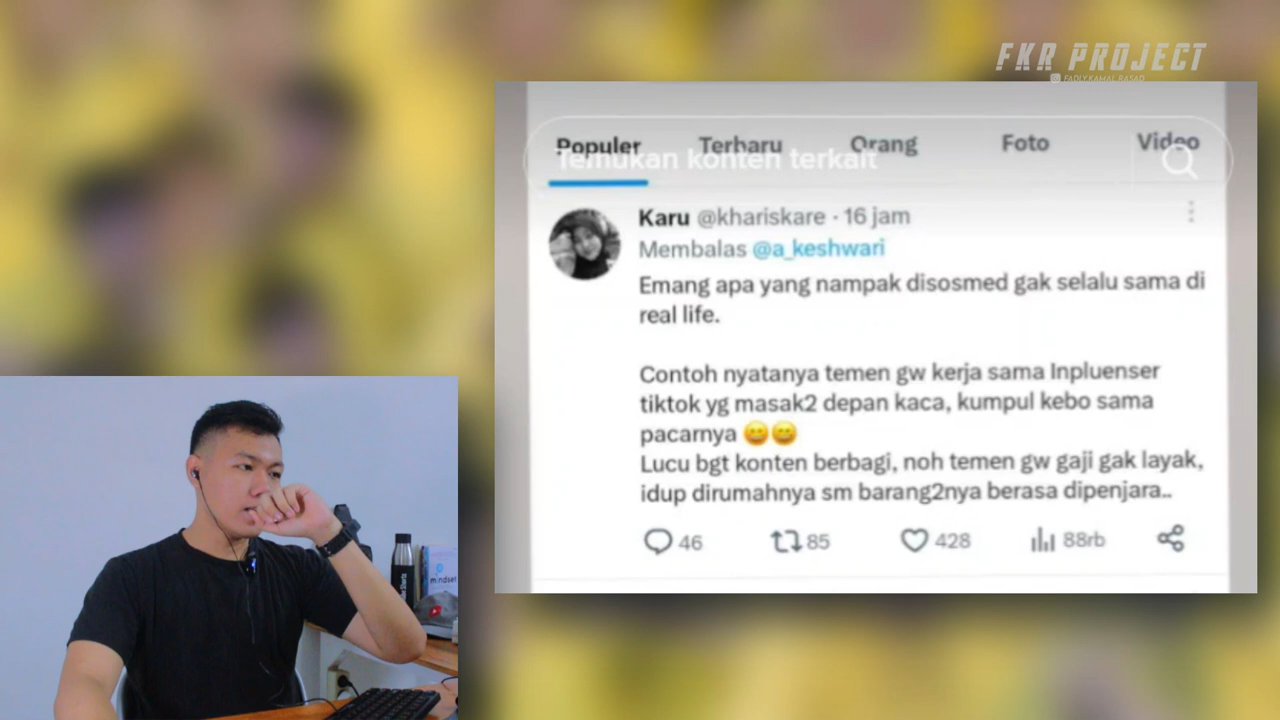 FKR PROJECT
FADLY KAMAL RASAD
Populer Terbaru Orang Foto Video
Temukan konten terkait
Karu @khariskare · 16 jam
Membalas @a_keshwari
Emang apa yang nampak disosmed gak selalu sama di
real life.
Contoh nyatanya temen gw kerja sama Inpluenser
tiktok yg masak2 depan kaca, kumpul kebo sama
pacarnya 😄😄
Lucu bgt konten berbagi, noh temen gw gaji gak layak,
idup dirumahnya sm barang2nya berasa dipenjara..
46 85 428 88rb
mindset